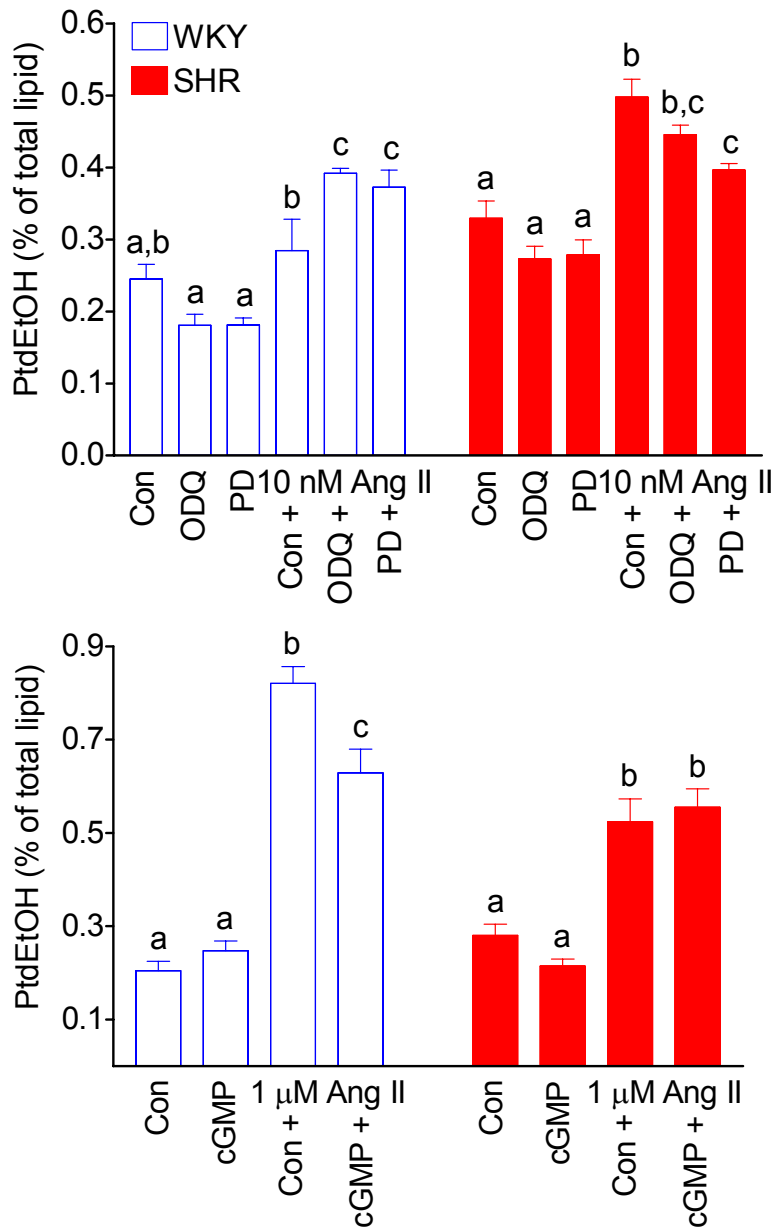 PtdEtOH (% of total lipid)
0.6
0.5
0.4
0.3
0.2
0.1
0.0
WKY
SHR
a,b
a
a
b
c
c
a
a
a
b
b,c
c
Con
ODQ
PD
10 nM Ang II
Con +
ODQ +
PD +
Con
ODQ
PD
10 nM Ang II
Con +
ODQ +
PD +
PtdEtOH (% of total lipid)
0.9
0.7
0.5
0.3
0.1
a
a
b
c
a
a
b
b
Con
cGMP
1 μM Ang II
Con +
cGMP +
Con
cGMP
1 μM Ang II
Con +
cGMP +